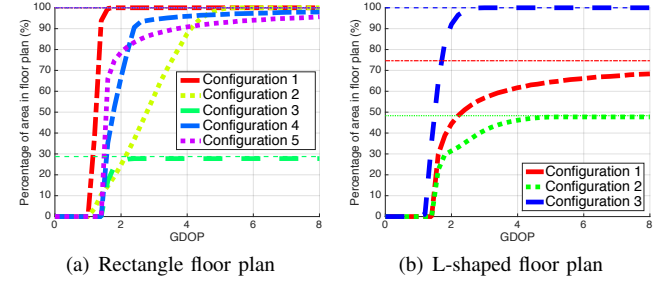 Percentage of area in floor plan (%)
100
90
80
70
60
50
40
30
20
10
0
0 2 4 6 8
GDOP
Configuration 1
Configuration 2
Configuration 3
Configuration 4
Configuration 5
(a) Rectangle floor plan
Percentage of area in floor plan (%)
100
90
80
70
60
50
40
30
20
10
0
0 2 4 6 8
GDOP
Configuration 1
Configuration 2
Configuration 3
(b) L-shaped floor plan